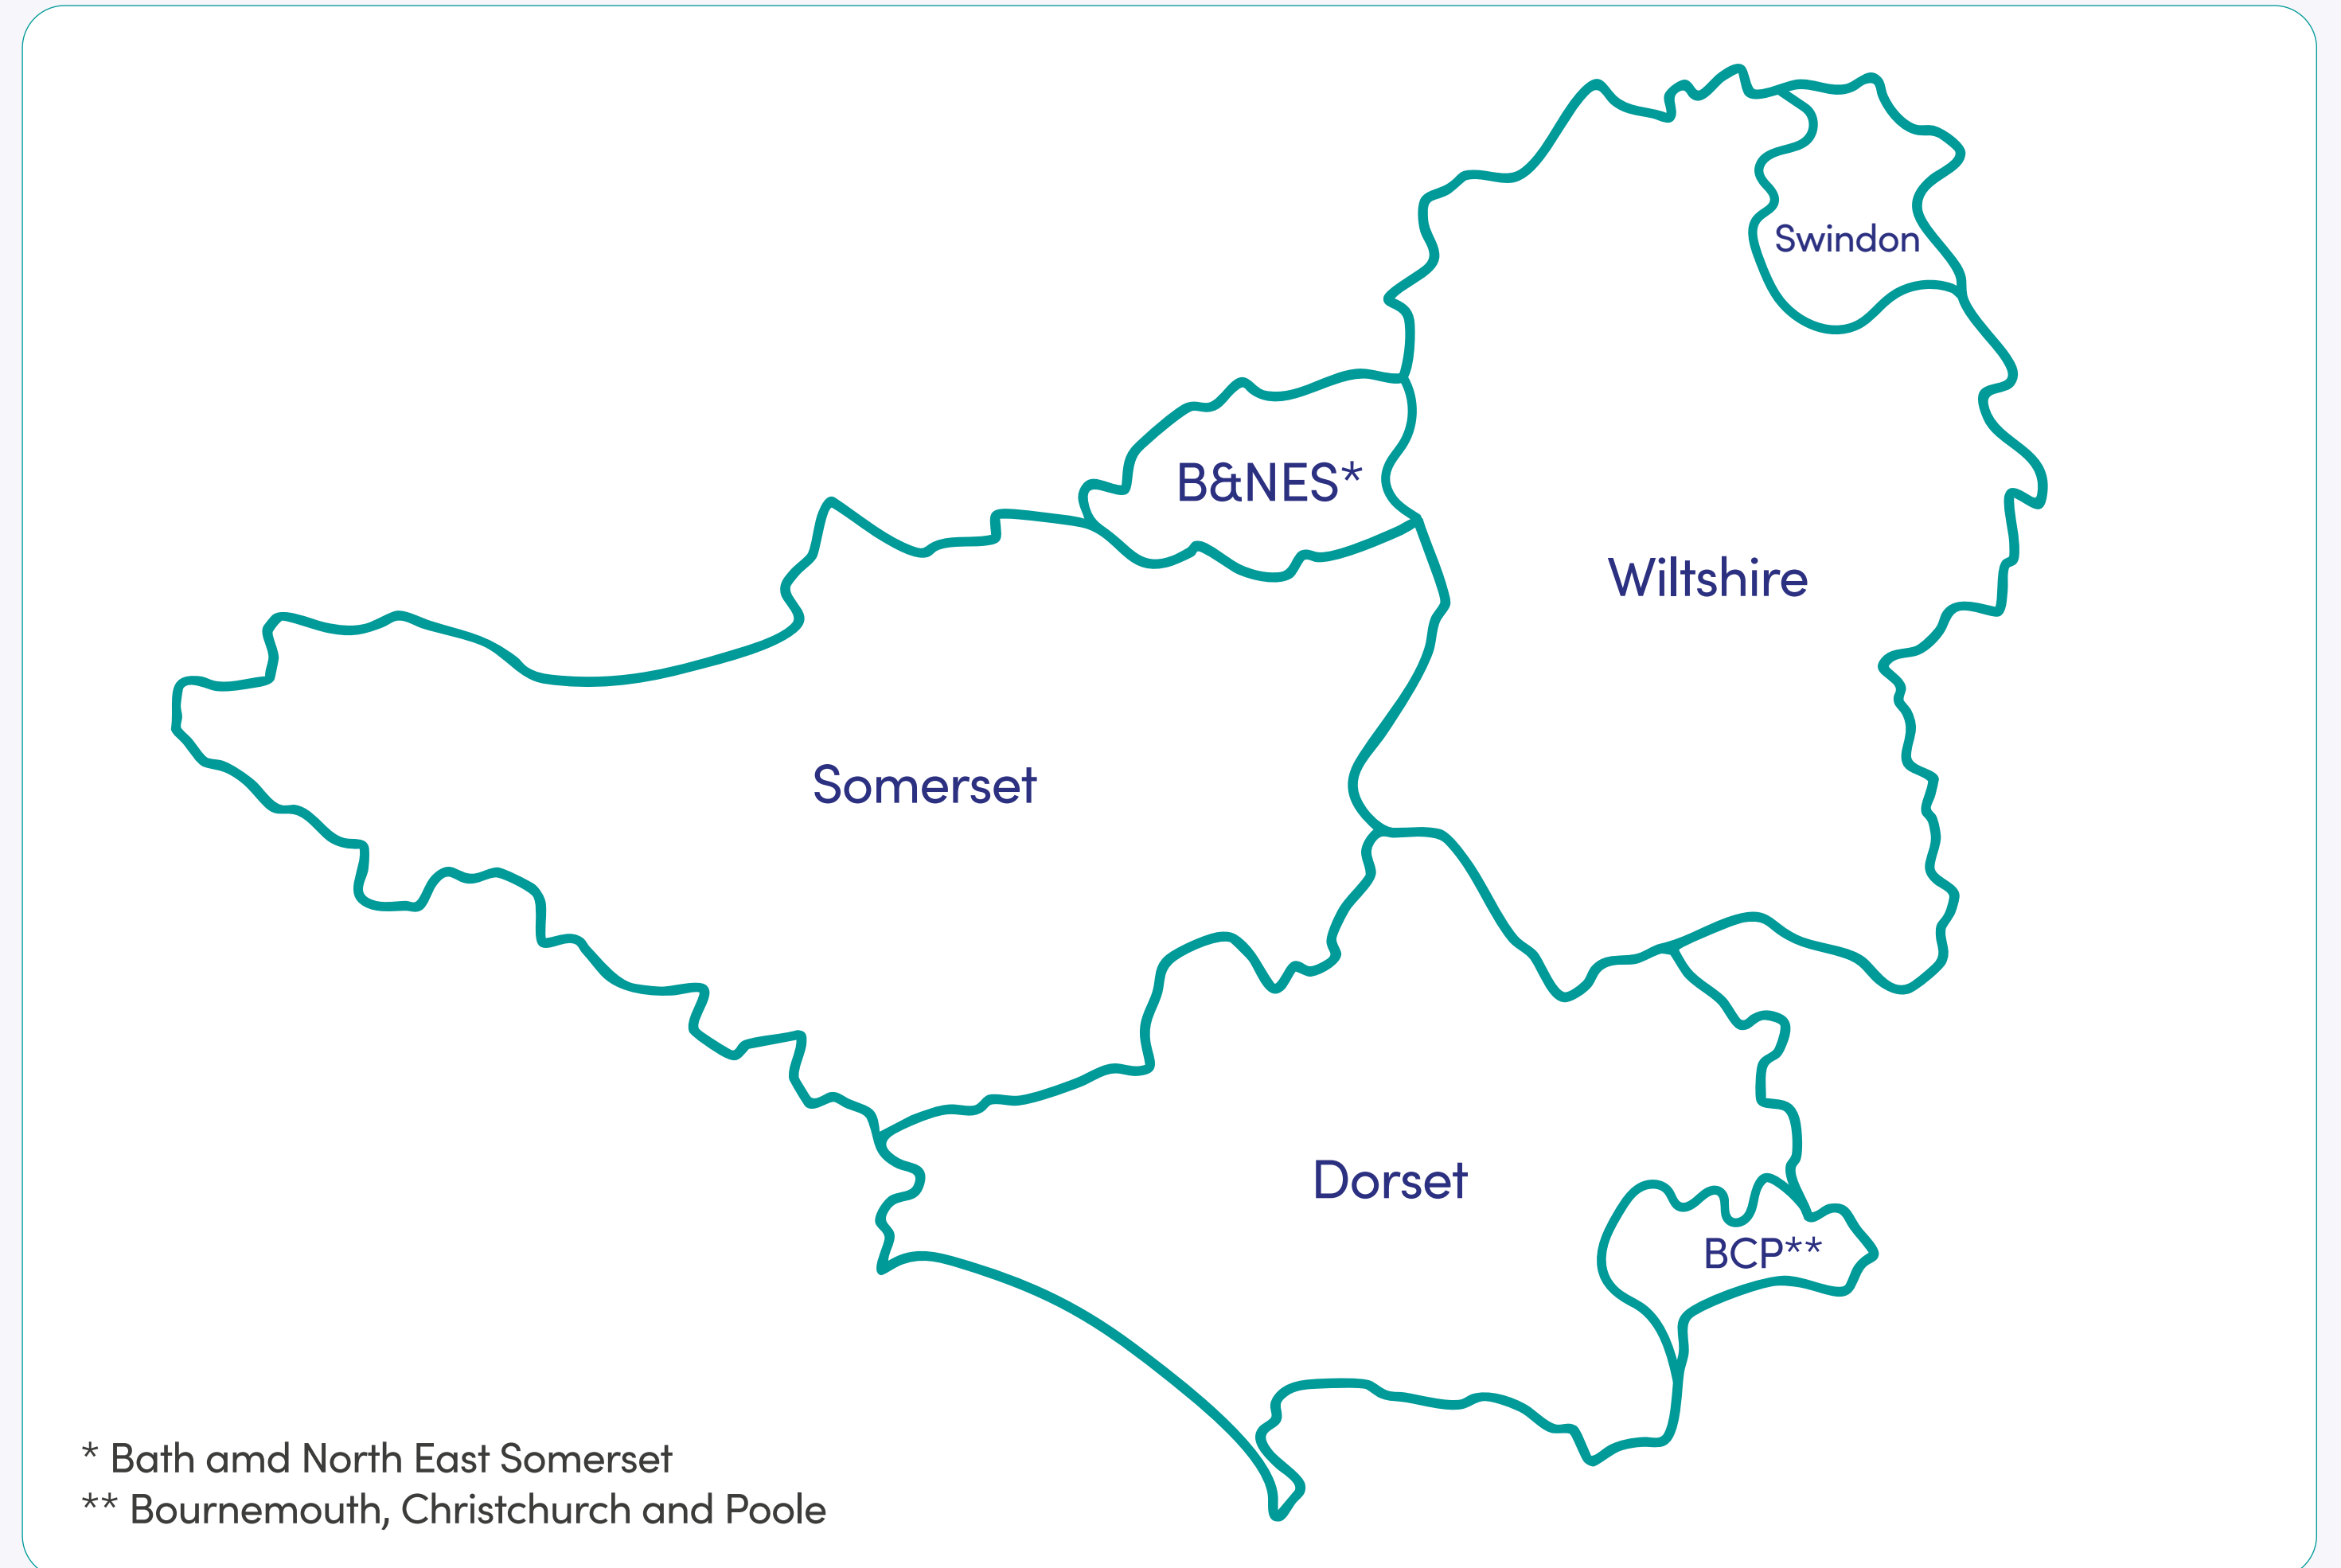 Swindon
B&NES*
Wiltshire
Somerset
Dorset
BCP**
* Bath amd North East Somerset
** Bournemouth, Christchurch and Poole